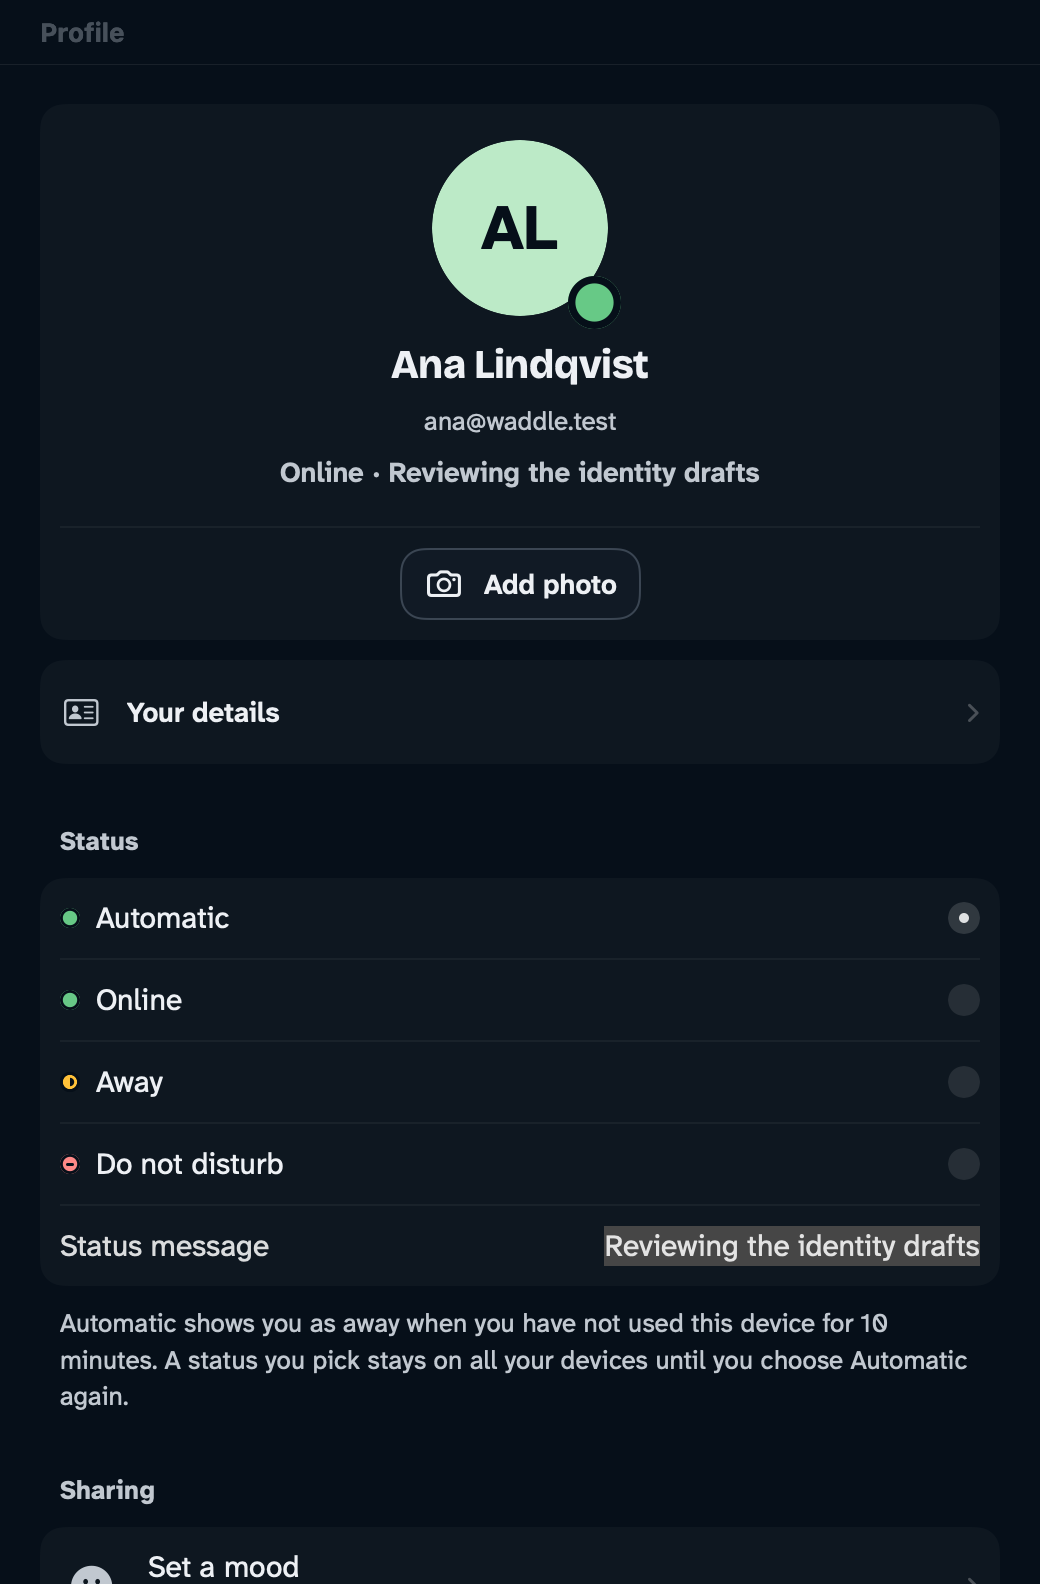 Profile
AL
Ana Lindqvist
ana@waddle.test
Online · Reviewing the identity drafts
Add photo
Your details
Status
Automatic
Online
Away
Do not disturb
Status message Reviewing the identity drafts
Automatic shows you as away when you have not used this device for 10
minutes. A status you pick stays on all your devices until you choose Automatic
again.
Sharing
Set a mood